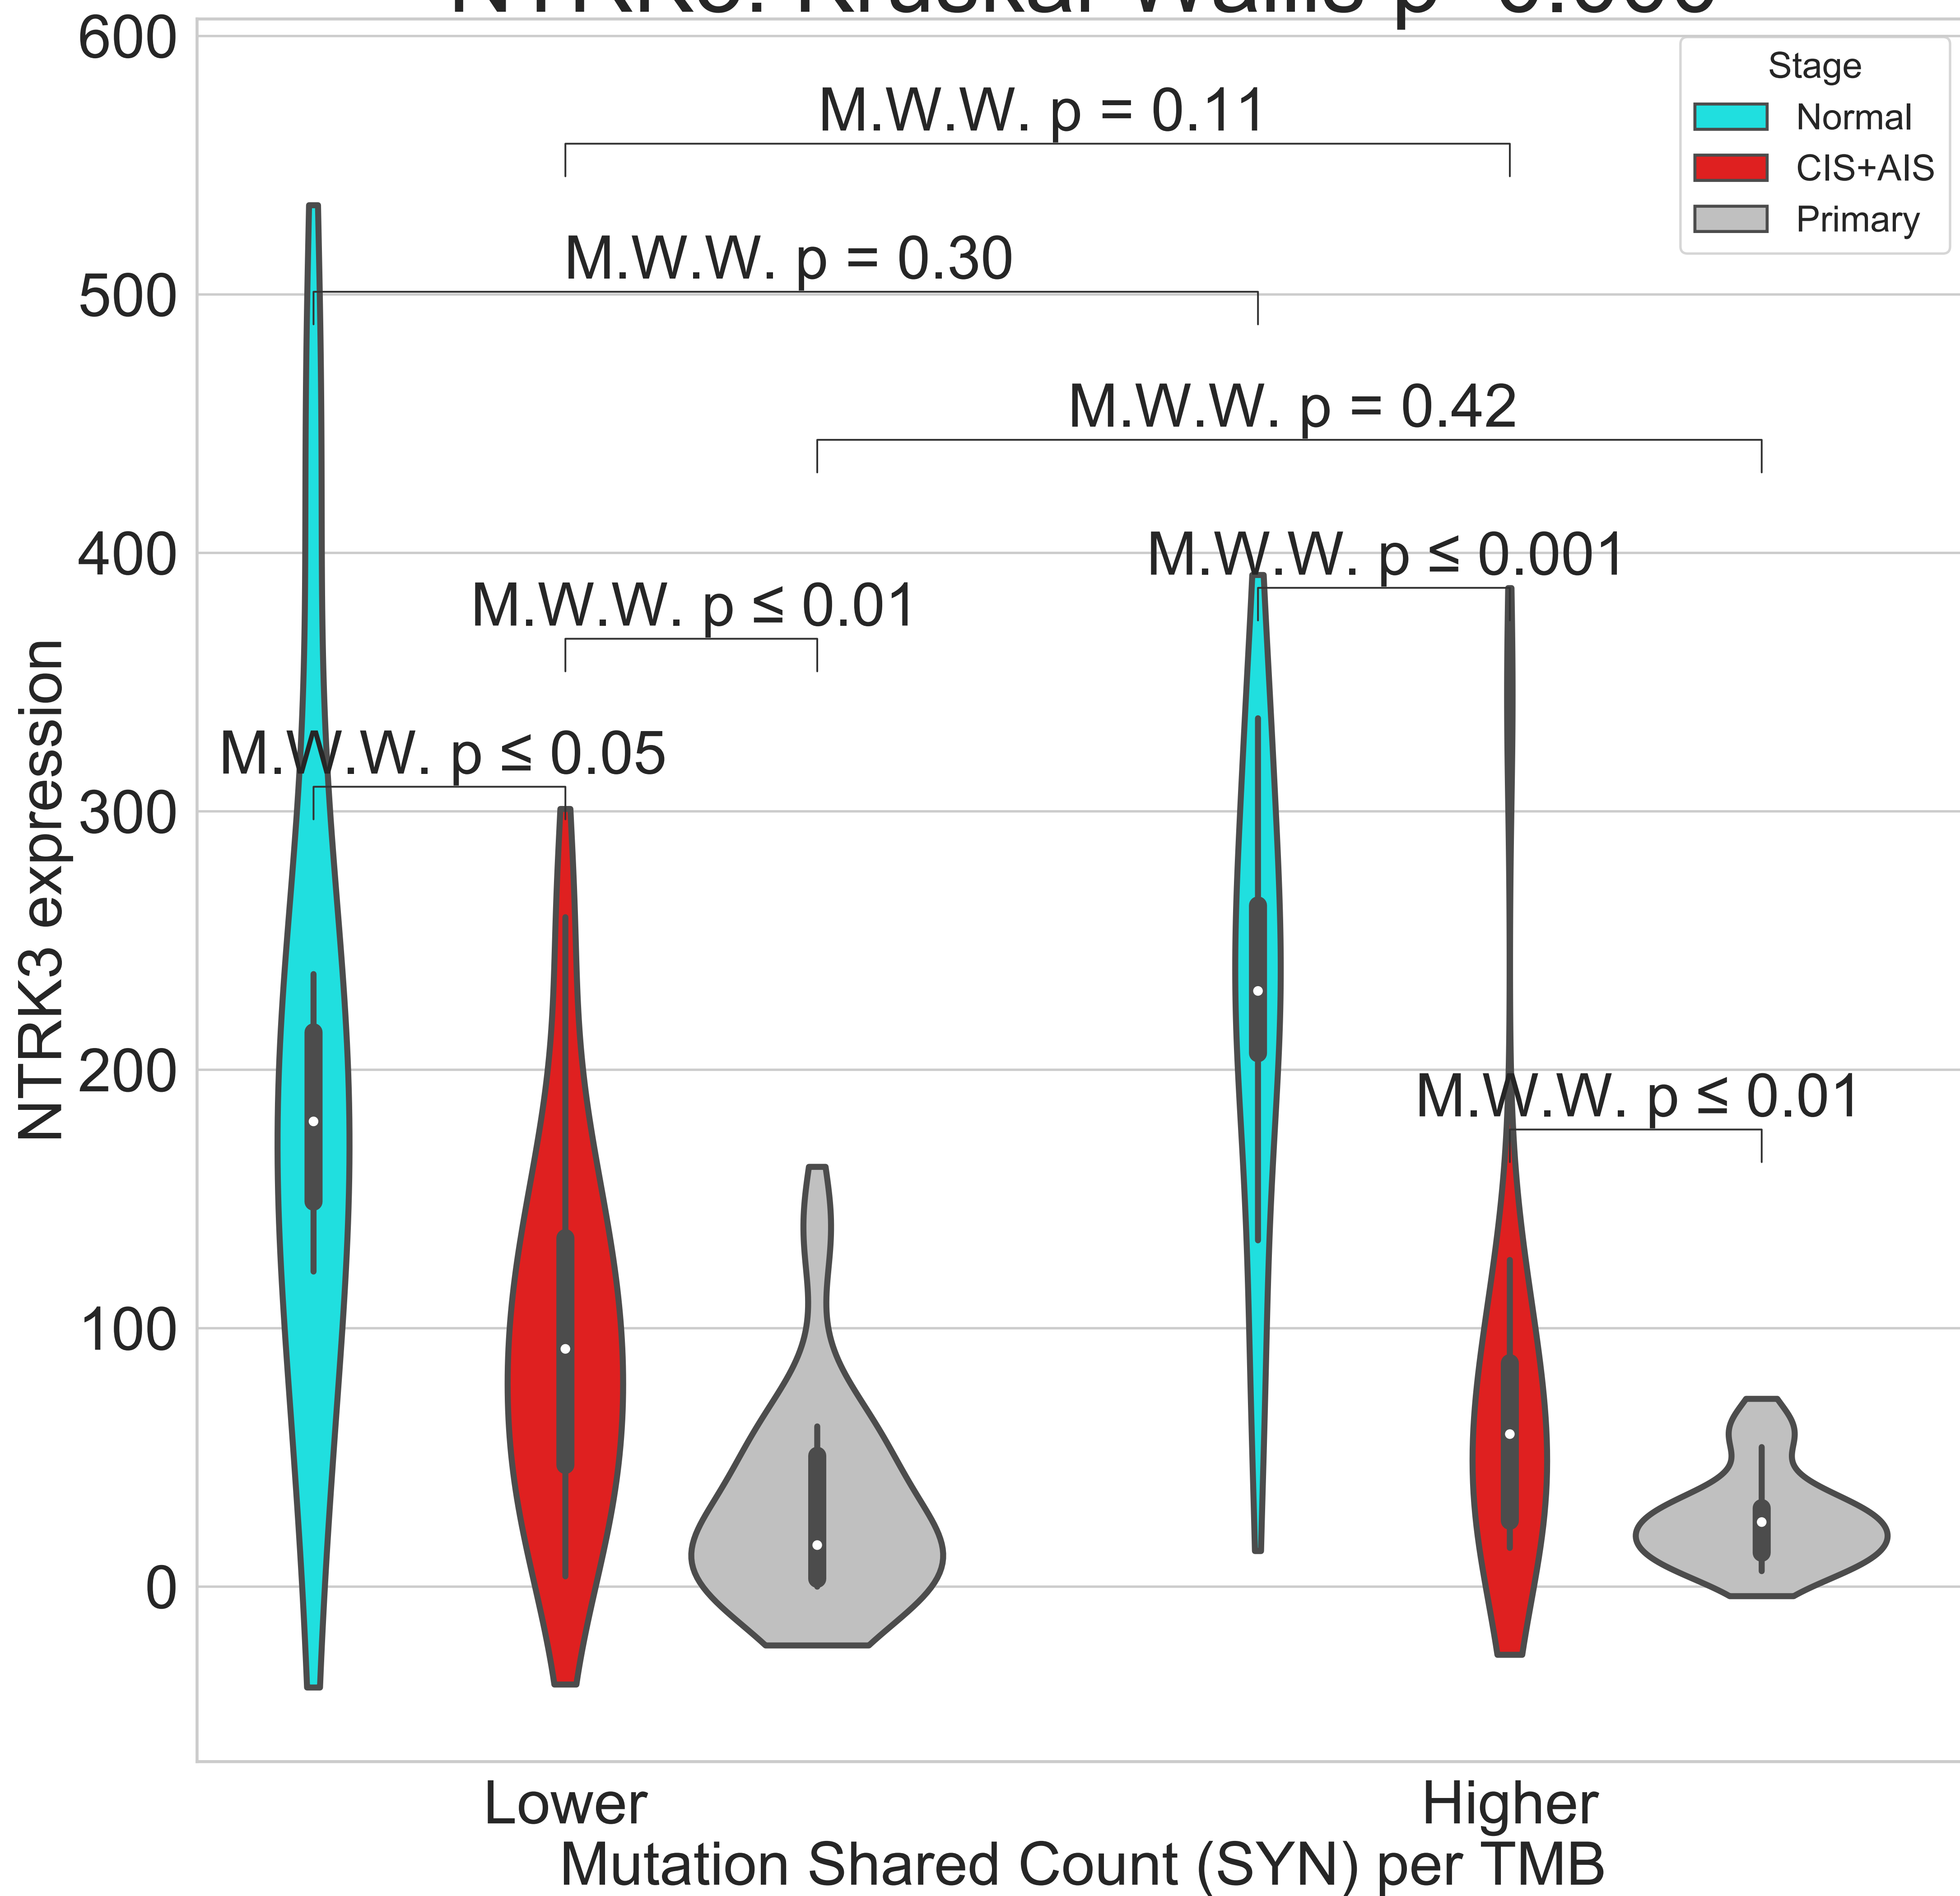 600
Stage
Normal
CIS+AIS
Primary
M.W.W. p = 0.11
M.W.W. p = 0.30
500
M.W.W. p = 0.42
400
M.W.W. p ≤ 0.001
M.W.W. p ≤ 0.01
M.W.W. p ≤ 0.05
300
NTRK3 expression
200
M.W.W. p ≤ 0.01
100
0
Lower
Higher
Mutation Shared Count (SYN) per TMB